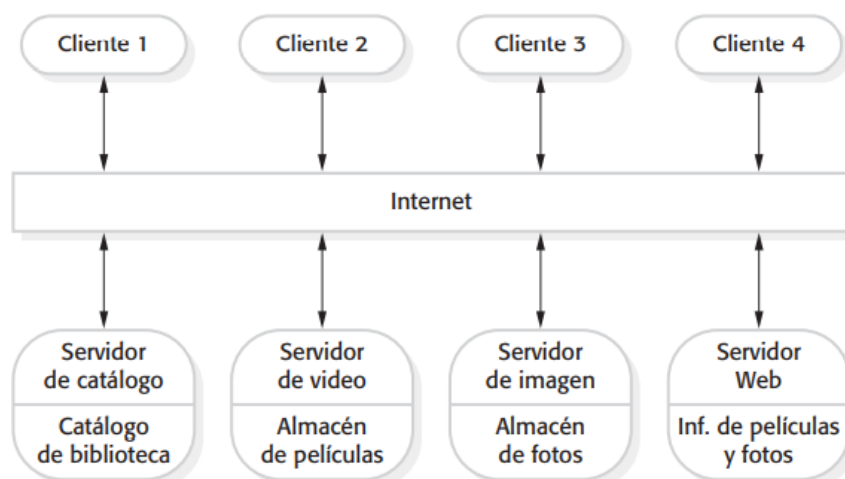 Cliente 1
Cliente 2
Cliente 3
Cliente 4
Internet
Servidor
de catálogo
Catálogo
de biblioteca
Servidor
de video
Almacén
de películas
Servidor
de imagen
Almacén
de fotos
Servidor
Web
Inf. de películas
y fotos